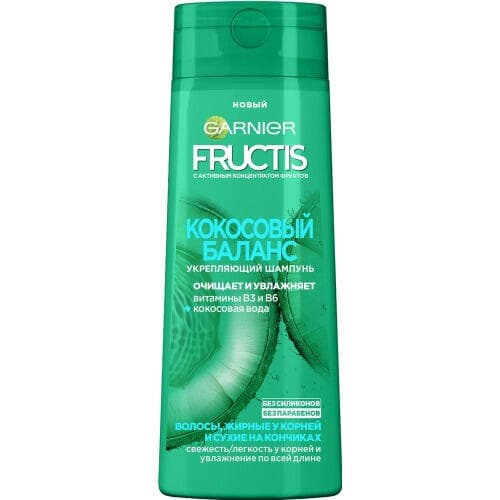 НОВЫЙ
GARNIER
FRUCTIS
С АКТИВНЫМ КОНЦЕНТРАТОМ ФРУКТОВ
КОКОСОВЫЙ
БАЛАНС
УКРЕПЛЯЮЩИЙ ШАМПУНЬ
ОЧИЩАЕТ И УВЛАЖНЯЕТ
витамины B3 и B6
+ кокосовая вода
БЕЗ СИЛИКОНОВ
БЕЗ ПАРАБЕНОВ
ВОЛОСЫ, ЖИРНЫЕ У КОРНЕЙ
И СУХИЕ НА КОНЧИКАХ
свежесть/легкость у корней и
увлажнение по всей длине